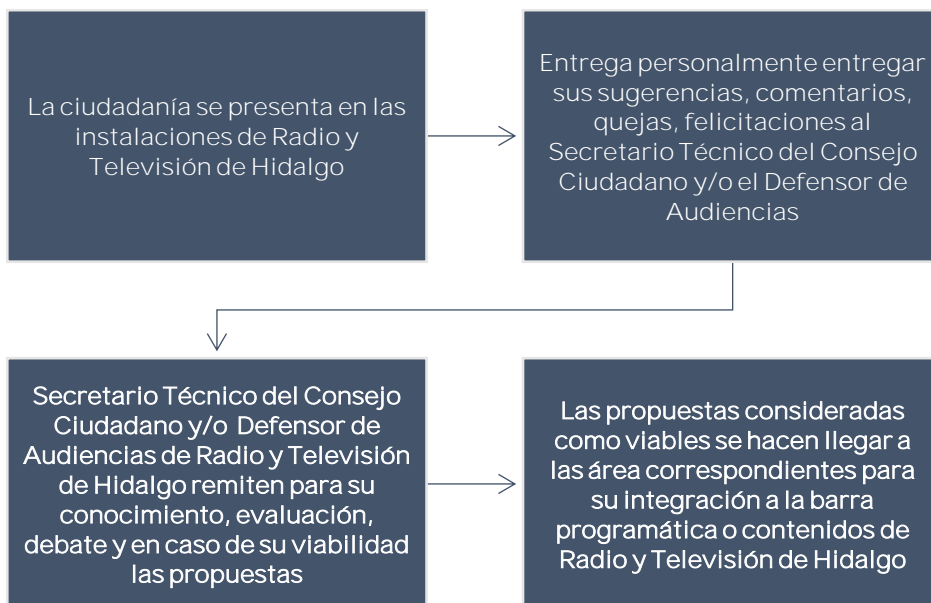 La ciudadanía se presenta en las
instalaciones de Radio y
Televisión de Hidalgo
Entrega personalmente entregar
sus sugerencias, comentarios,
quejas, felicitaciones al
Secretario Técnico del Consejo
Ciudadano y/o el Defensor de
Audiencias
Secretario Técnico del Consejo
Ciudadano y/o Defensor de
Audiencias de Radio y Televisión
de Hidalgo remiten para su
conocimiento, evaluación,
debate y en caso de su viabilidad
las propuestas
Las propuestas consideradas
como viables se hacen llegar a
las área correspondientes para
su integración a la barra
programática o contenidos de
Radio y Televisión de Hidalgo